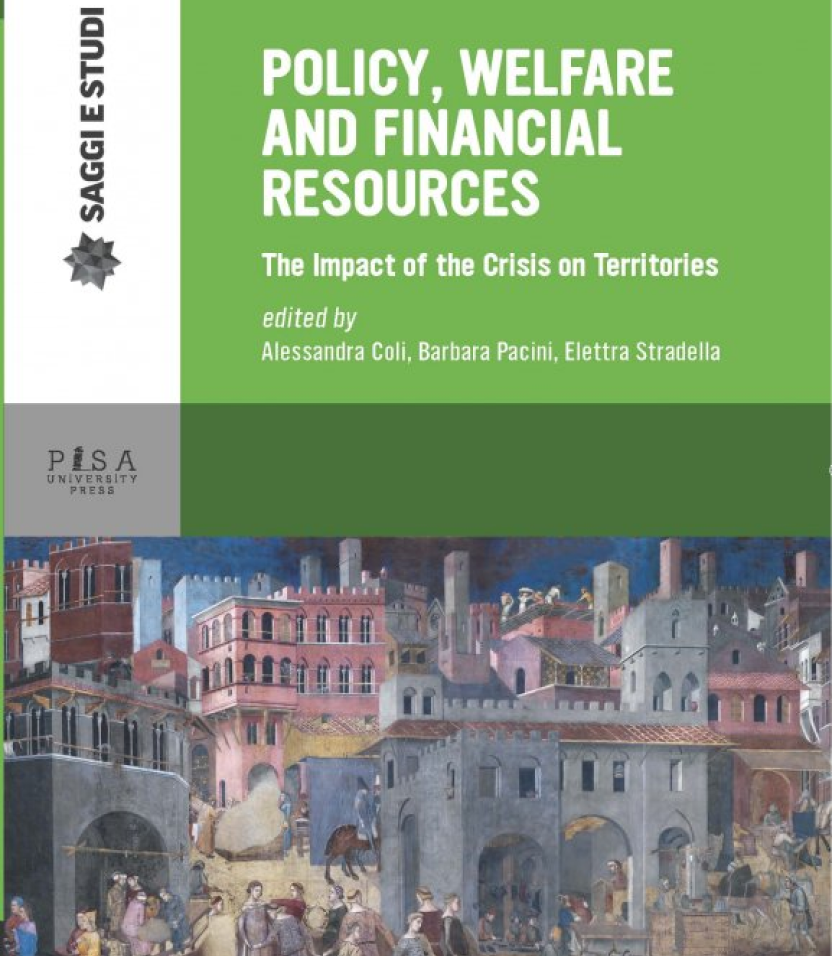 SAGGI E STUDI
POLICY, WELFARE
AND FINANCIAL
RESOURCES
The Impact of the Crisis on Territories
edited by
Alessandra Coli, Barbara Pacini, Elettra Stradella
PISA
UNIVERSITY
PRESS